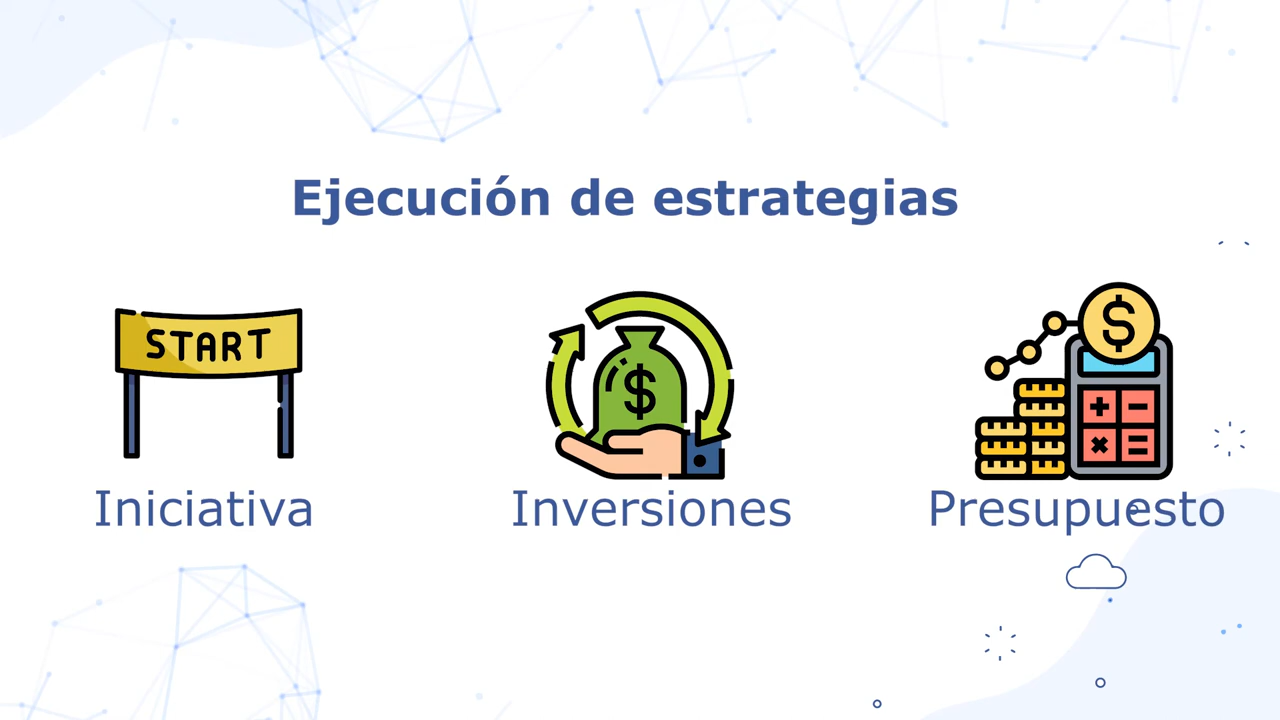 Ejecución de estrategias
START
$
$
Iniciativa
Inversiones
Presupuesto